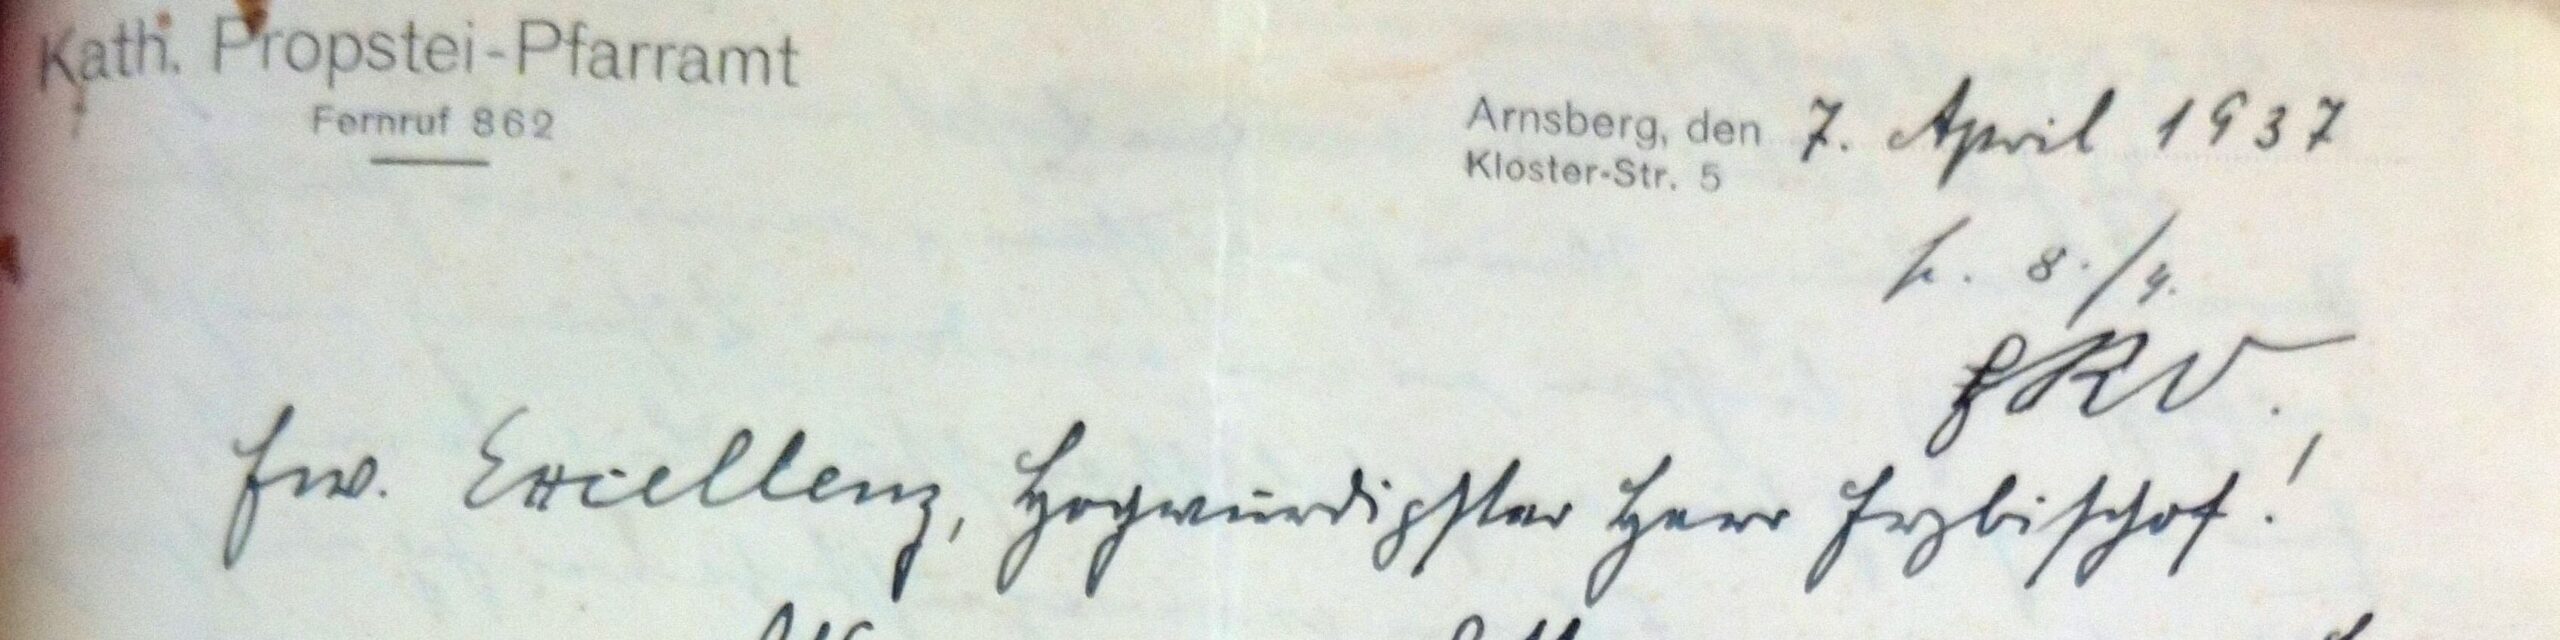 Kath. Propstei-Pfarramt
Fernruf 862
Arnsberg, den 7. April 1937
Kloster-Str. 5
8./4.
Ew. Excellenz, Hochwürdigster Herr Erzbischof!